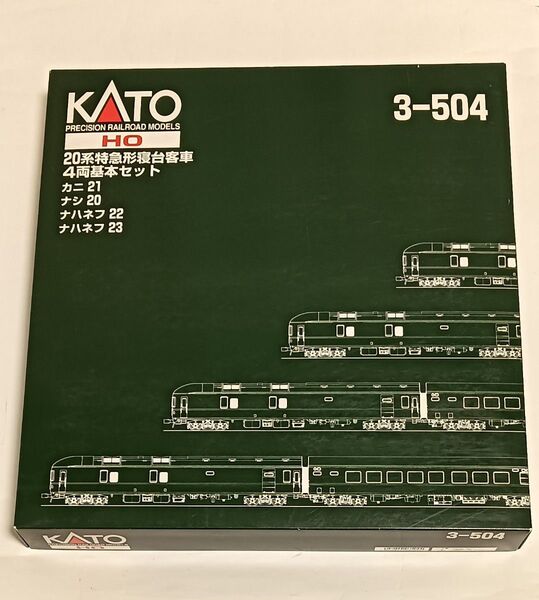 KATO
PRECISION RAILROAD MODELS
HO
3-504
20系特急形寝台客車
4両基本セット
カニ 21
ナシ 20
ナハネフ 22
ナハネフ 23
KATO
3-504